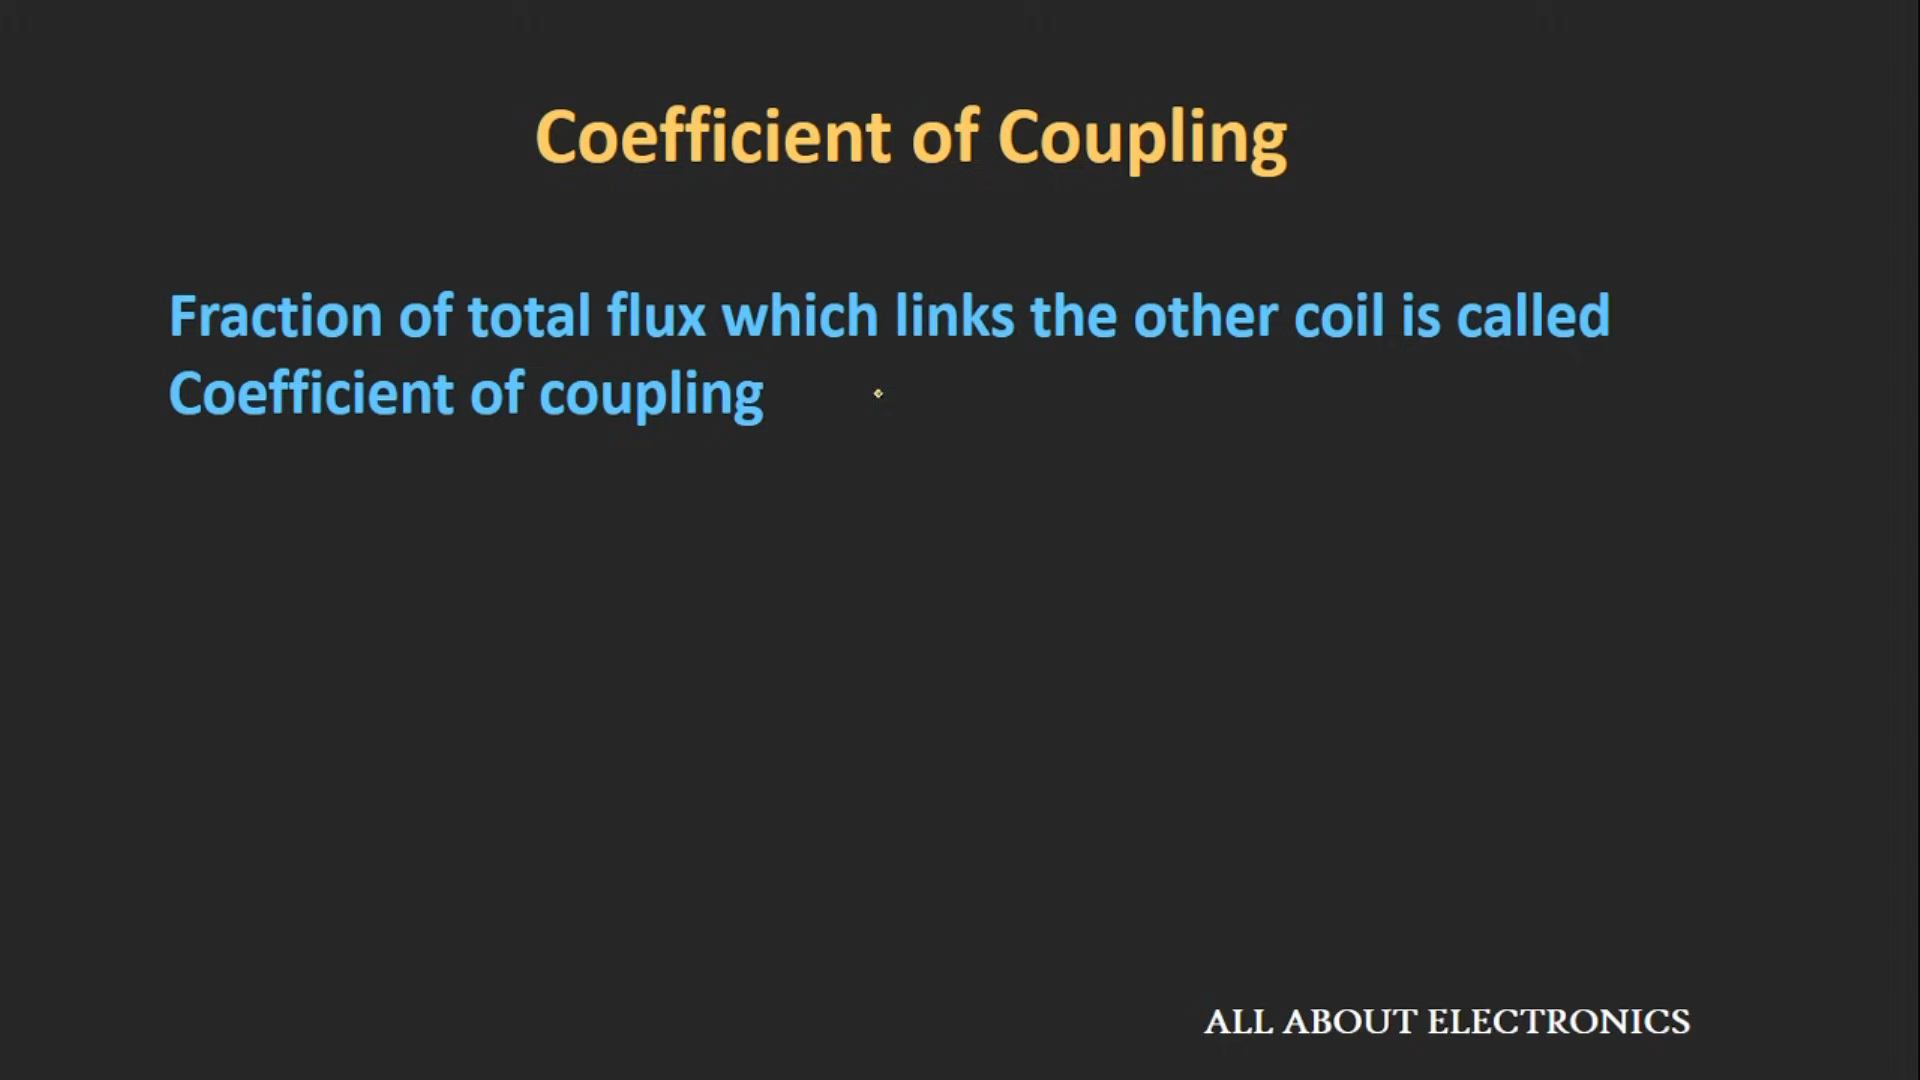 Coefficient of Coupling
Fraction of total flux which links the other coil is called
Coefficient of coupling
ALL ABOUT ELECTRONICS